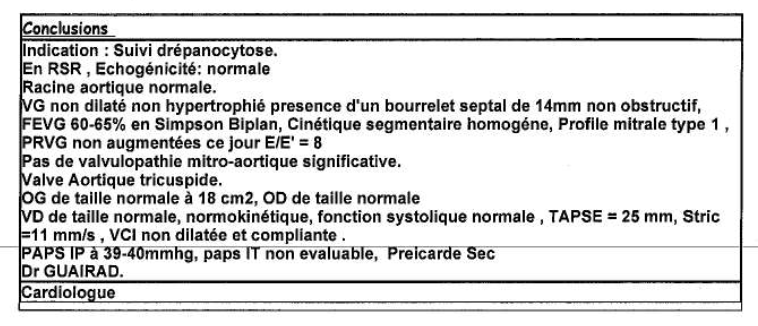 Conclusions
Indication : Suivi drépanocytose.
En RSR , Echogénicité: normale
Racine aortique normale.
VG non dilaté non hypertrophié presence d'un bourrelet septal de 14mm non obstructif,
FEVG 60-65% en Simpson Biplan, Cinétique segmentaire homogéne, Profile mitrale type 1 ,
PRVG non augmentées ce jour E/E' = 8
Pas de valvulopathie mitro-aortique significative.
Valve Aortique tricuspide.
OG de taille normale à 18 cm2, OD de taille normale
VD de taille normale, normokinétique, fonction systolique normale , TAPSE = 25 mm, Stric
=11 mm/s , VCI non dilatée et compliante .
PAPS IP à 39-40mmhg, paps IT non evaluable, Preicarde Sec
Dr GUAIRAD.
Cardiologue